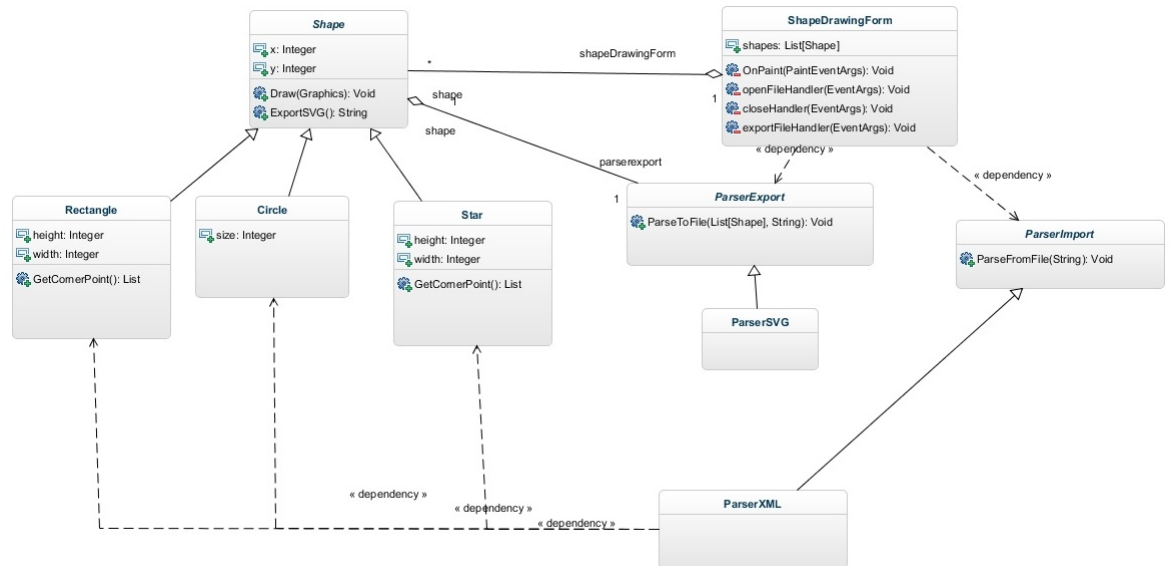 Shape
x: Integer
y: Integer
Draw(Graphics): Void
ExportSVG(): String
ShapeDrawingForm
shapes: List[Shape]
OnPaint(PaintEventArgs): Void
openFileHandler(EventArgs): Void
closeHandler(EventArgs): Void
exportFileHandler(EventArgs): Void
shapeDrawingForm
*
shape
1
1
shape
parserexport
1
« dependency »
« dependency »
Rectangle
height: Integer
width: Integer
GetCornerPoint(): List
Circle
size: Integer
Star
height: Integer
width: Integer
GetCornerPoint(): List
ParserExport
ParseToFile(List[Shape], String): Void
ParserImport
ParseFromFile(String): Void
ParserSVG
« dependency »
« dependency »
« dependency »
ParserXML